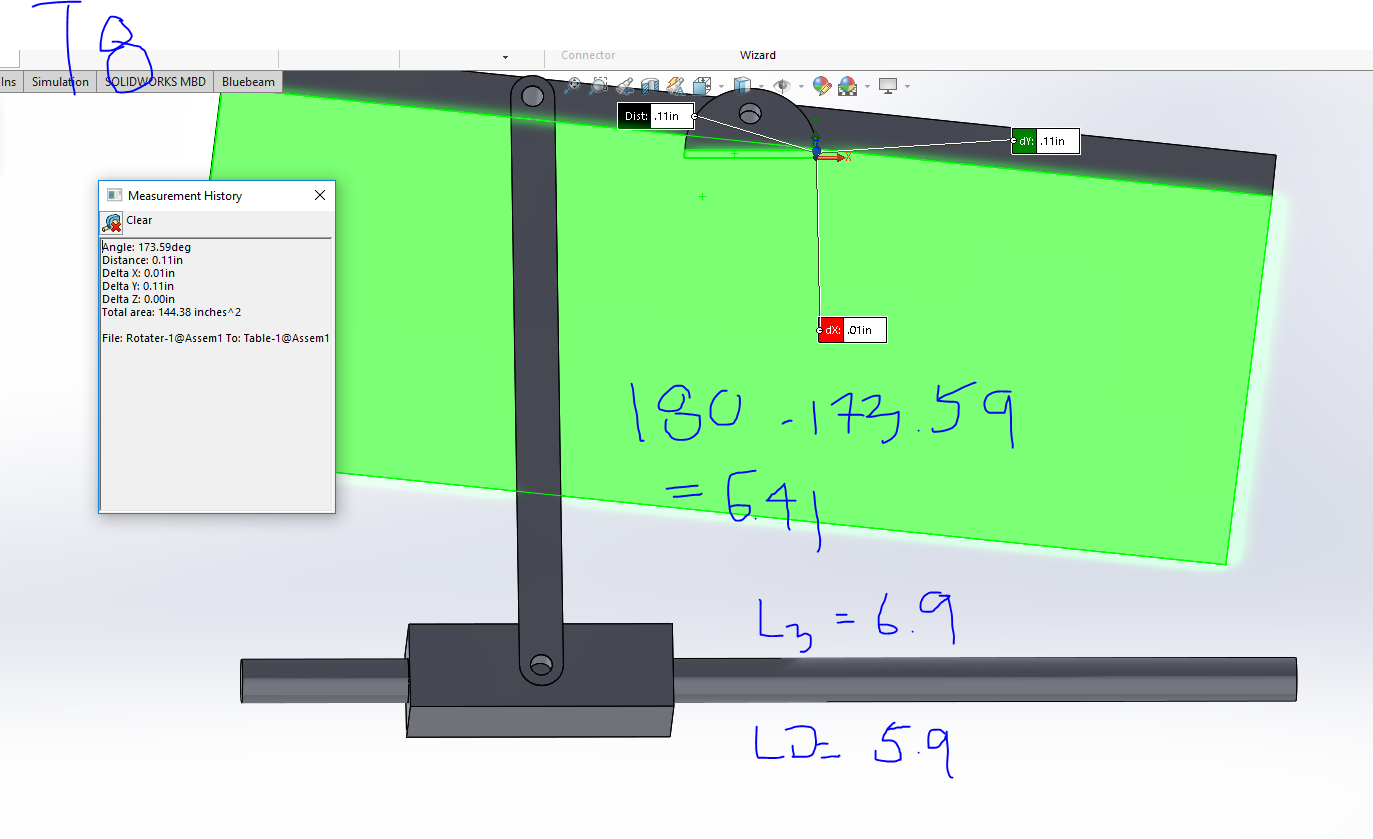 T8
Connector
Wizard
Ins
Simulation
SOLIDWORKS MBD
Bluebeam
Dist: .11in
dY: .11in
X
Measurement History
Clear
Angle: 173.59deg
Distance: 0.11in
Delta X: 0.01in
Delta Y: 0.11in
Delta Z: 0.00in
Total area: 144.38 inches^2
File: Rotater-1@Assem1 To: Table-1@Assem1
dX: .01in
180 - 173.59
= 6.41
L3 = 6.9
LD= 5.9